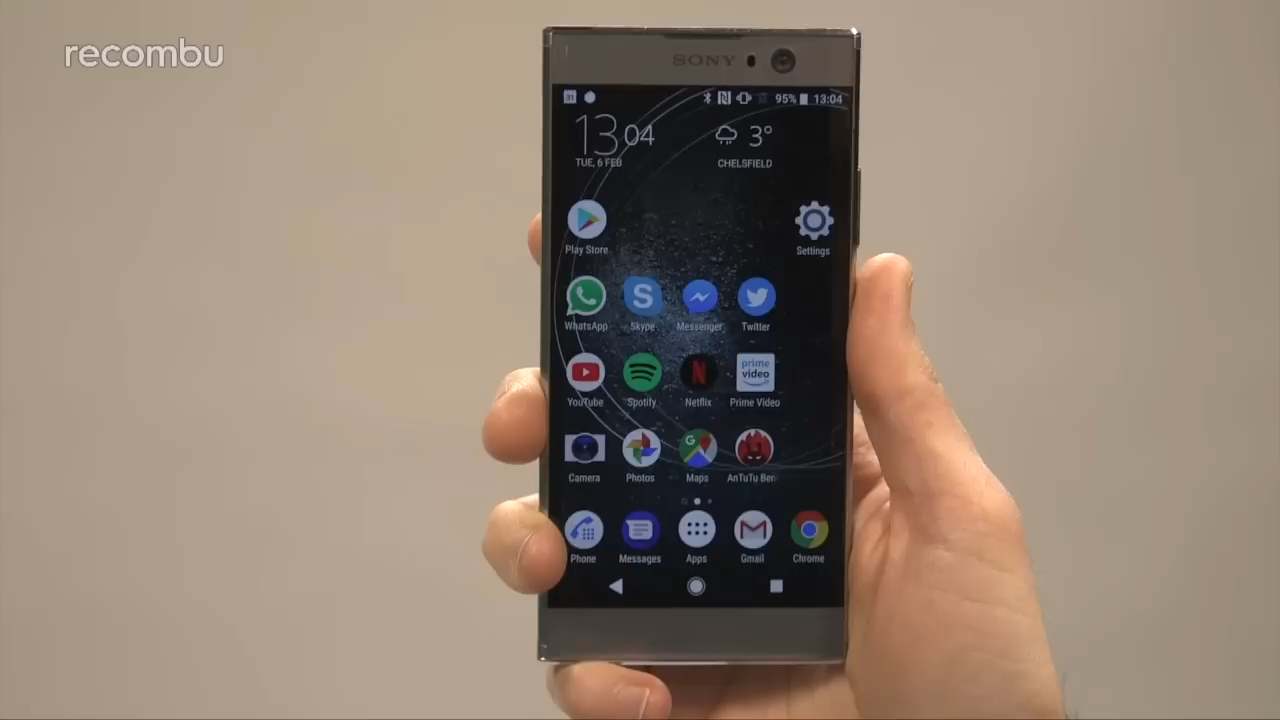 recombu
SONY
31
95% 13:04
13 04
3°
TUE, 6 FEB
CHELSFIELD
Play Store
Settings
S
WhatsApp
Skype
Messenger
Twitter
N
prime
video
YouTube
Spotify
Netflix
Prime Video
G
Camera
Photos
Maps
AnTuTu Ben
Phone
Messages
Apps
Gmail
Chrome